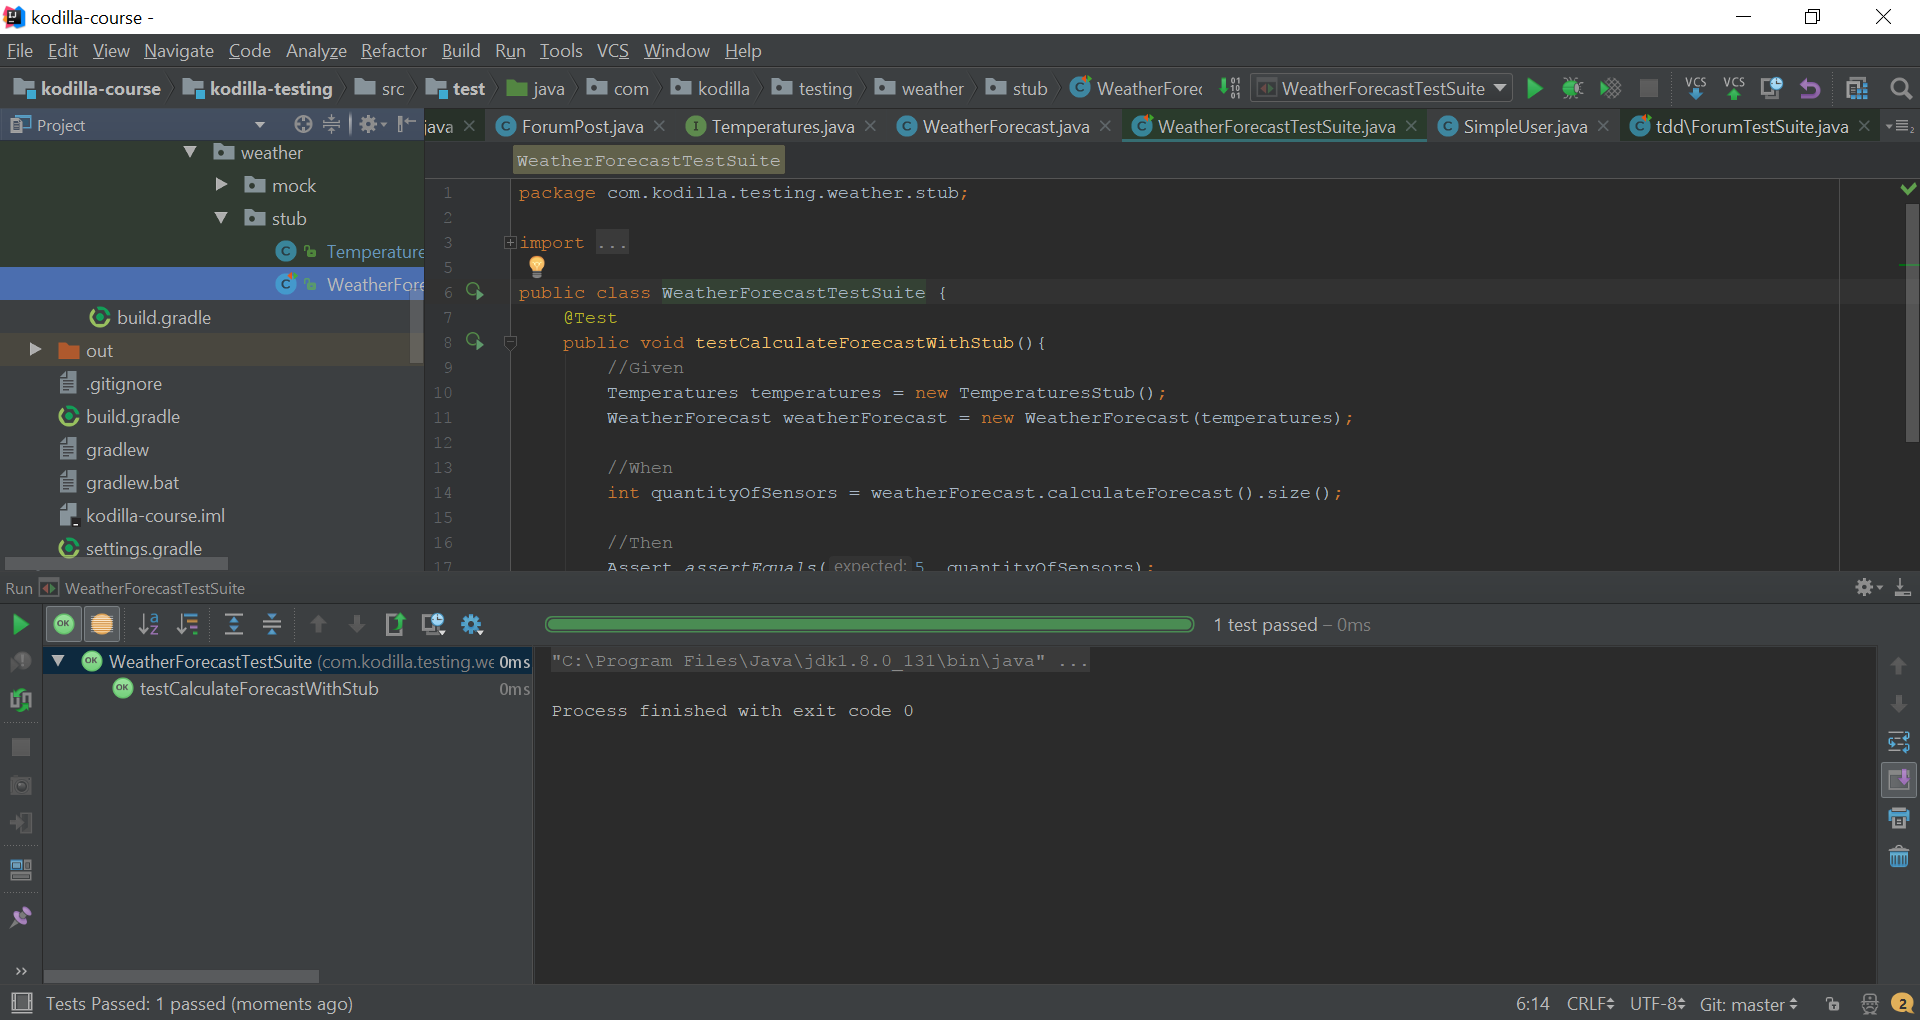 kodilla-course -
File Edit View Navigate Code Analyze Refactor Build Run Tools VCS Window Help
kodilla-course kodilla-testing src test java com kodilla testing weather stub WeatherForec WeatherForecastTestSuite VCS VCS
Project
java ForumPost.java Temperatures.java WeatherForecast.java WeatherForecastTestSuite.java SimpleUser.java tdd\ForumTestSuite.java
weather
mock
stub
Temperature
WeatherFore
build.gradle
out
.gitignore
build.gradle
gradlew
gradlew.bat
kodilla-course.iml
settings.gradle
WeatherForecastTestSuite
1 package com.kodilla.testing.weather.stub;
2
3 import ...
5
6 public class WeatherForecastTestSuite {
7 @Test
8 public void testCalculateForecastWithStub(){
9 //Given
10 Temperatures temperatures = new TemperaturesStub();
11 WeatherForecast weatherForecast = new WeatherForecast(temperatures);
12
13 //When
14 int quantityOfSensors = weatherForecast.calculateForecast().size();
15
16 //Then
17 Assert.assertEquals( expected: 5, quantityOfSensors);
Run WeatherForecastTestSuite
1 test passed – 0ms
OK WeatherForecastTestSuite (com.kodilla.testing.we 0ms
OK testCalculateForecastWithStub 0ms
"C:\Program Files\Java\jdk1.8.0_131\bin\java" ...
Process finished with exit code 0
Tests Passed: 1 passed (moments ago)
6:14 CRLF UTF-8 Git: master 2